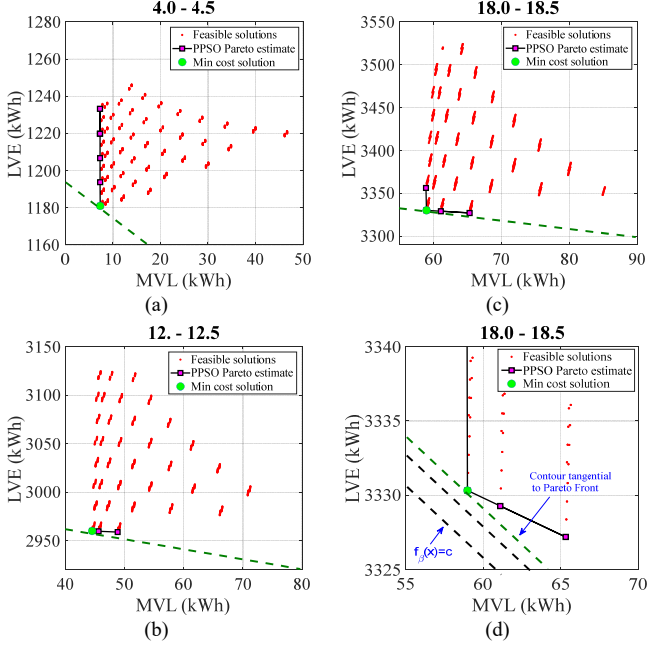 4.0 - 4.5
LVE (kWh)
1280
1260
1240
1220
1200
1180
1160
Feasible solutions
PPSO Pareto estimate
Min cost solution
0 10 20 30 40 50
MVL (kWh)
(a)
18.0 - 18.5
LVE (kWh)
3550
3500
3450
3400
3350
3300
Feasible solutions
PPSO Pareto estimate
Min cost solution
60 70 80 90
MVL (kWh)
(c)
12. - 12.5
LVE (kWh)
3150
3100
3050
3000
2950
Feasible solutions
PPSO Pareto estimate
Min cost solution
40 50 60 70 80
MVL (kWh)
(b)
18.0 - 18.5
LVE (kWh)
3340
3335
3330
3325
Feasible solutions
PPSO Pareto estimate
Min cost solution
Contour tangential
to Pareto Front
fβ(x)=c
55 60 65 70
MVL (kWh)
(d)